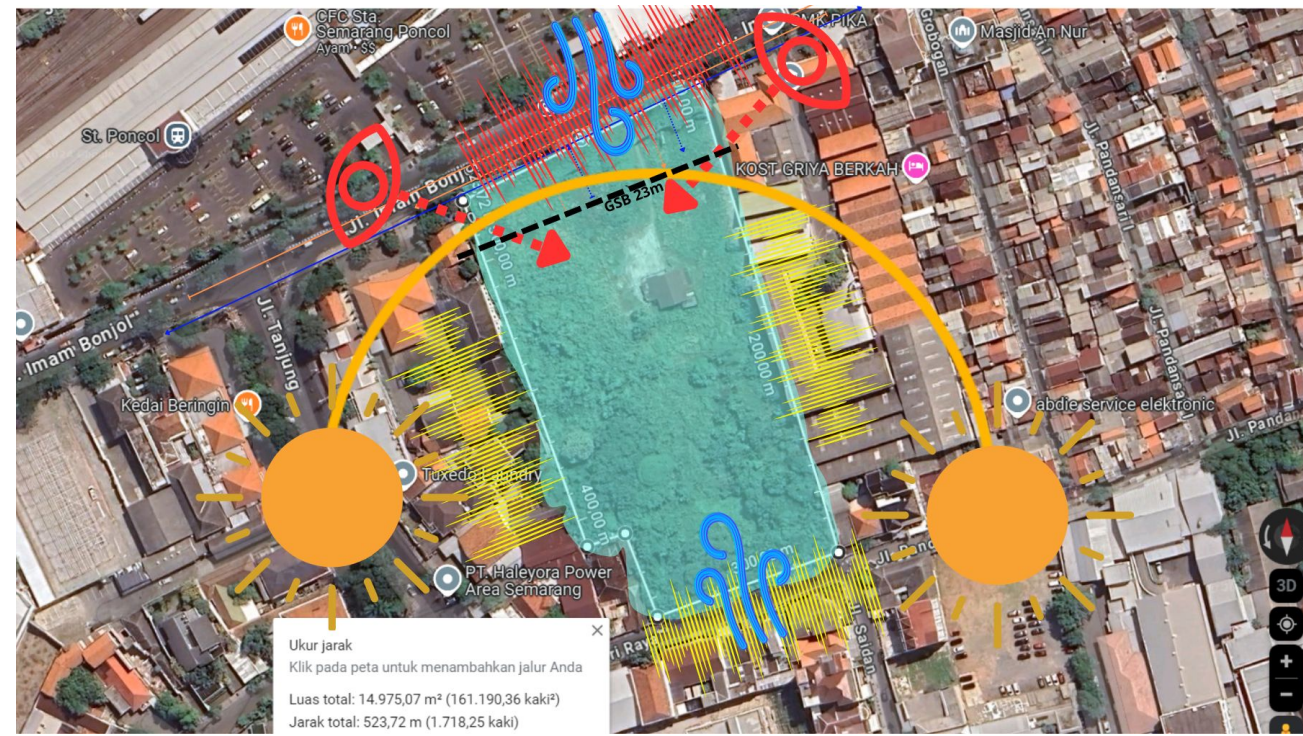 CFC Sta.
Semarang Poncol
Ayam • $$
SMK PIKA
Masjid An Nur
Grobogan
St. Poncol
KOST GRIYA BERKAH
Jl. Imam Bonjol
GSB 23m
Jl. Pandansari I
Jl. Tanjung
Imam Bonjol
200,00 m
Kedai Beringin
abdie service elektronic
Jl. Pandansari
Tuxedo Laundry
400,00 m
PT. Haleyora Power
Area Semarang
Jl. Saidan
3D
Ukur jarak
Klik pada peta untuk menambahkan jalur Anda
Luas total: 14.975,07 m² (161.190,36 kaki²)
Jarak total: 523,72 m (1.718,25 kaki)